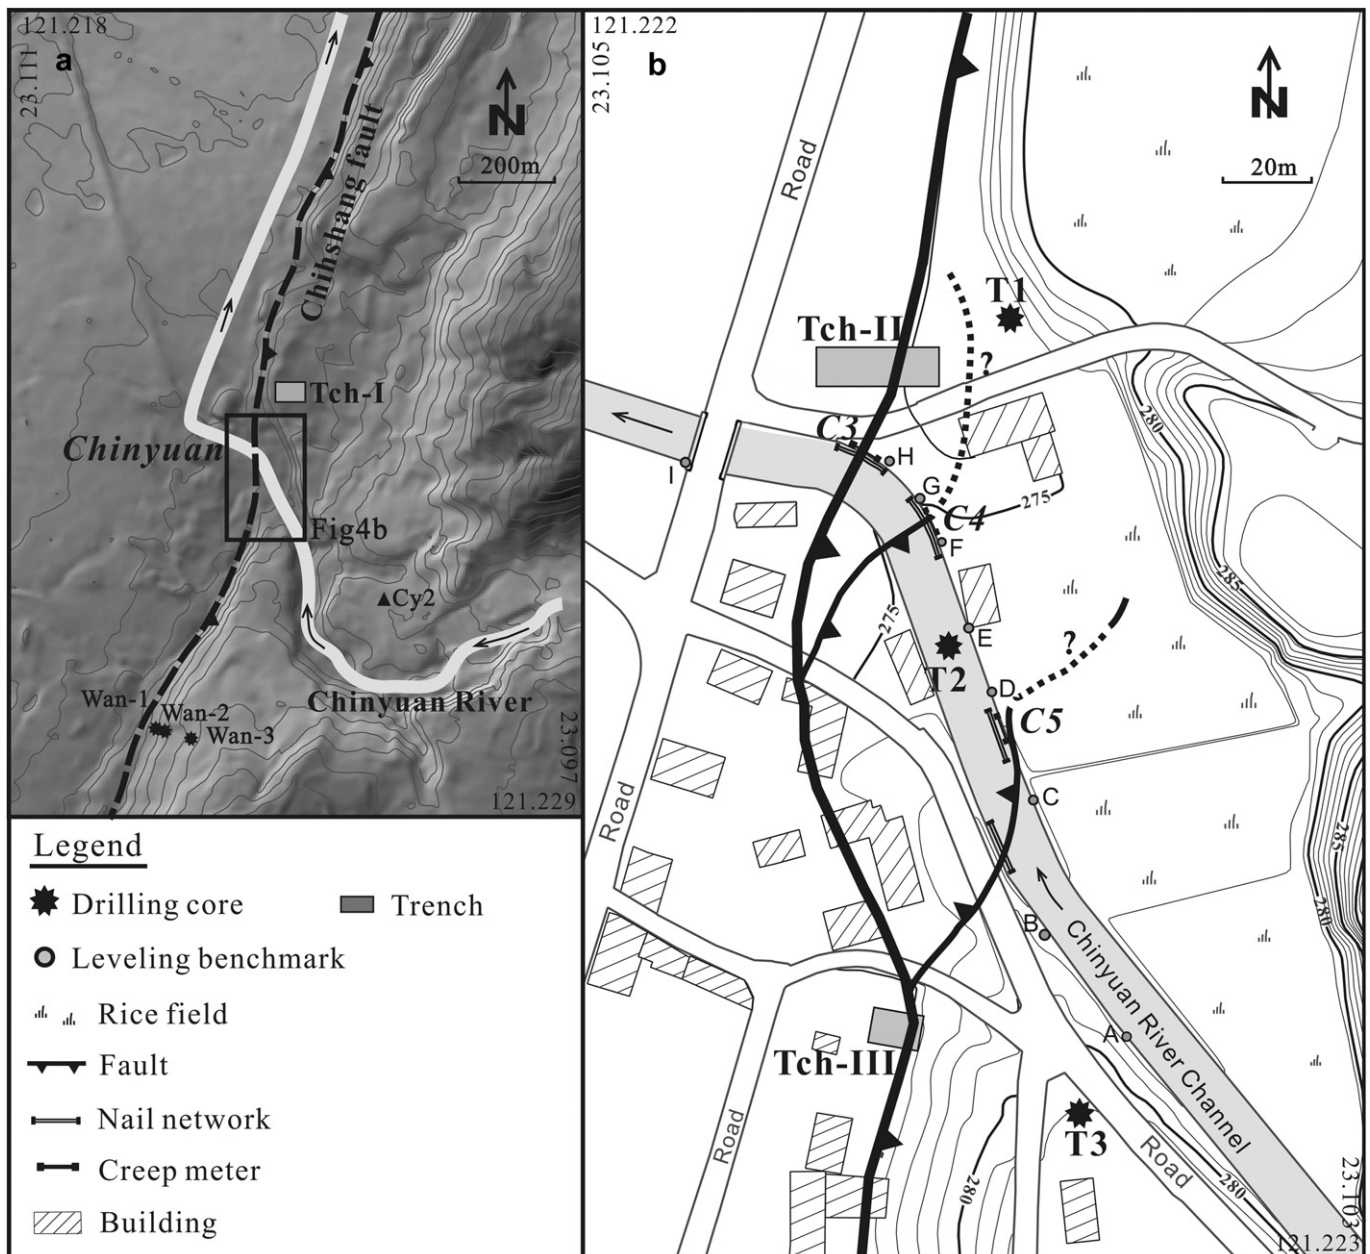 121.218
23.111
a
N
200m
Chihshang fault
Tch-I
Chinyuan
Fig4b
Cy2
Chinyuan River
Wan-1
Wan-2
Wan-3
23.097
121.229
Legend
Drilling core
Trench
Leveling benchmark
Rice field
Fault
Nail network
Creep meter
Building
121.222
23.105
b
N
20m
Road
T1
Tch-II
?
C3
H
I
G
C4
F
275
280
285
275
E
T2
?
D
C5
C
Road
285
280
B
Chinyuan River Channel
A
Tch-III
T3
Road
280
Road
280
23.103
121.223